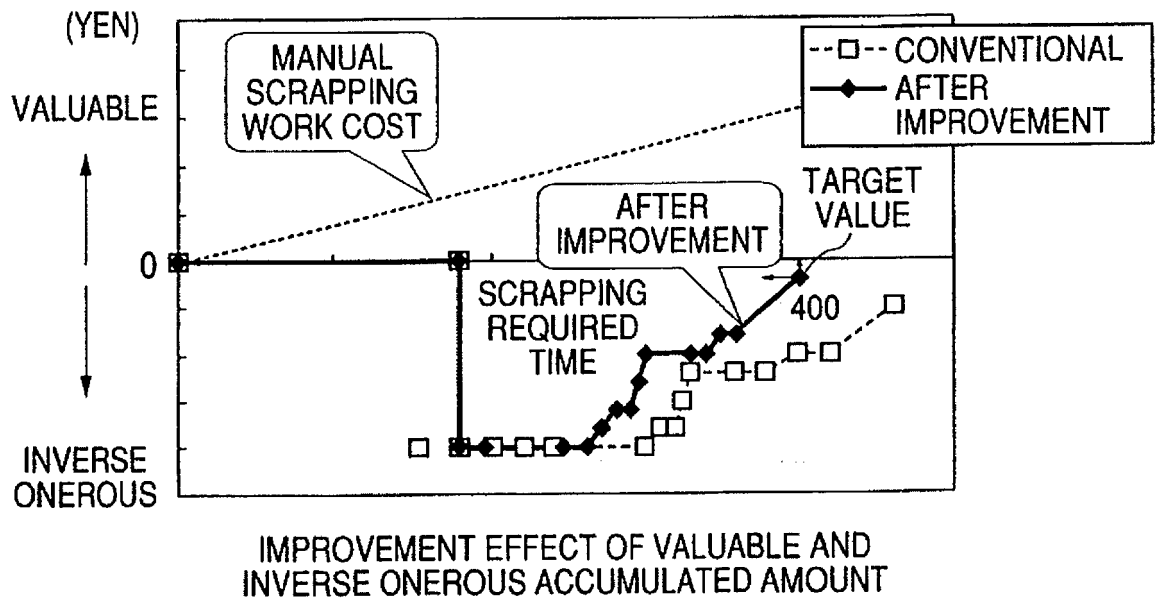 (YEN)
VALUABLE
0
INVERSE
ONEROUS
MANUAL
SCRAPPING
WORK COST
CONVENTIONAL
AFTER
IMPROVEMENT
TARGET
VALUE
AFTER
IMPROVEMENT
SCRAPPING
REQUIRED
TIME
400
IMPROVEMENT EFFECT OF VALUABLE AND
INVERSE ONEROUS ACCUMULATED AMOUNT